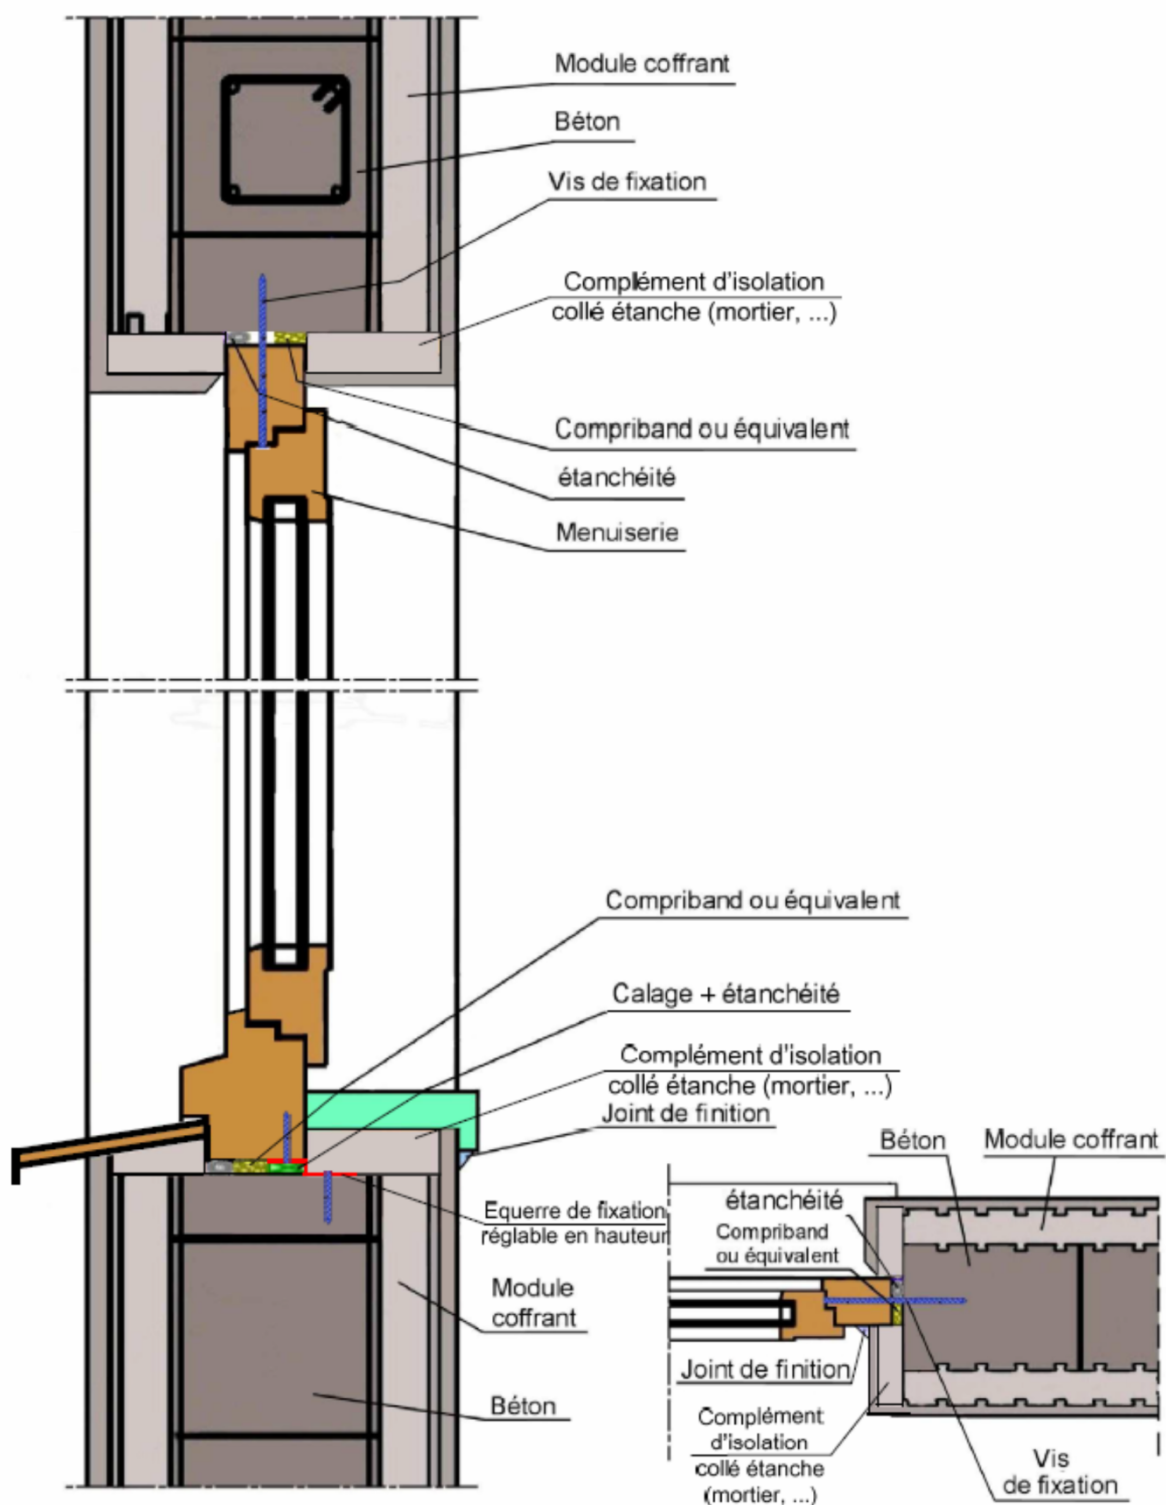 Module coffrant
Béton
Vis de fixation
Complément d'isolation
collé étanche (mortier, ...)
Compriband ou équivalent
étanchéité
Menuiserie
Compriband ou équivalent
Calage + étanchéité
Complément d'isolation
collé étanche (mortier, ...)
Joint de finition
Equerre de fixation
réglable en hauteur
Module
coffrant
Béton
Béton
Module coffrant
étanchéité
Compriband
ou équivalent
Joint de finition
Complément
d'isolation
collé étanche
(mortier, ...)
Vis
de fixation